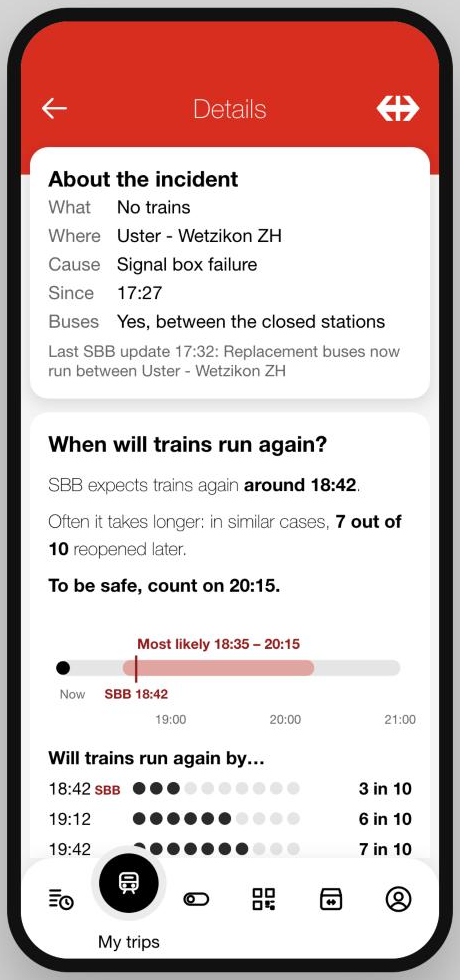 Details
About the incident
What No trains
Where Uster - Wetzikon ZH
Cause Signal box failure
Since 17:27
Buses Yes, between the closed stations
Last SBB update 17:32: Replacement buses now
run between Uster - Wetzikon ZH
When will trains run again?
SBB expects trains again around 18:42.
Often it takes longer: in similar cases, 7 out of
10 reopened later.
To be safe, count on 20:15.
Most likely 18:35 – 20:15
Now SBB 18:42
19:00 20:00 21:00
Will trains run again by...
18:42 SBB 3 in 10
19:12 6 in 10
19:42 7 in 10
My trips